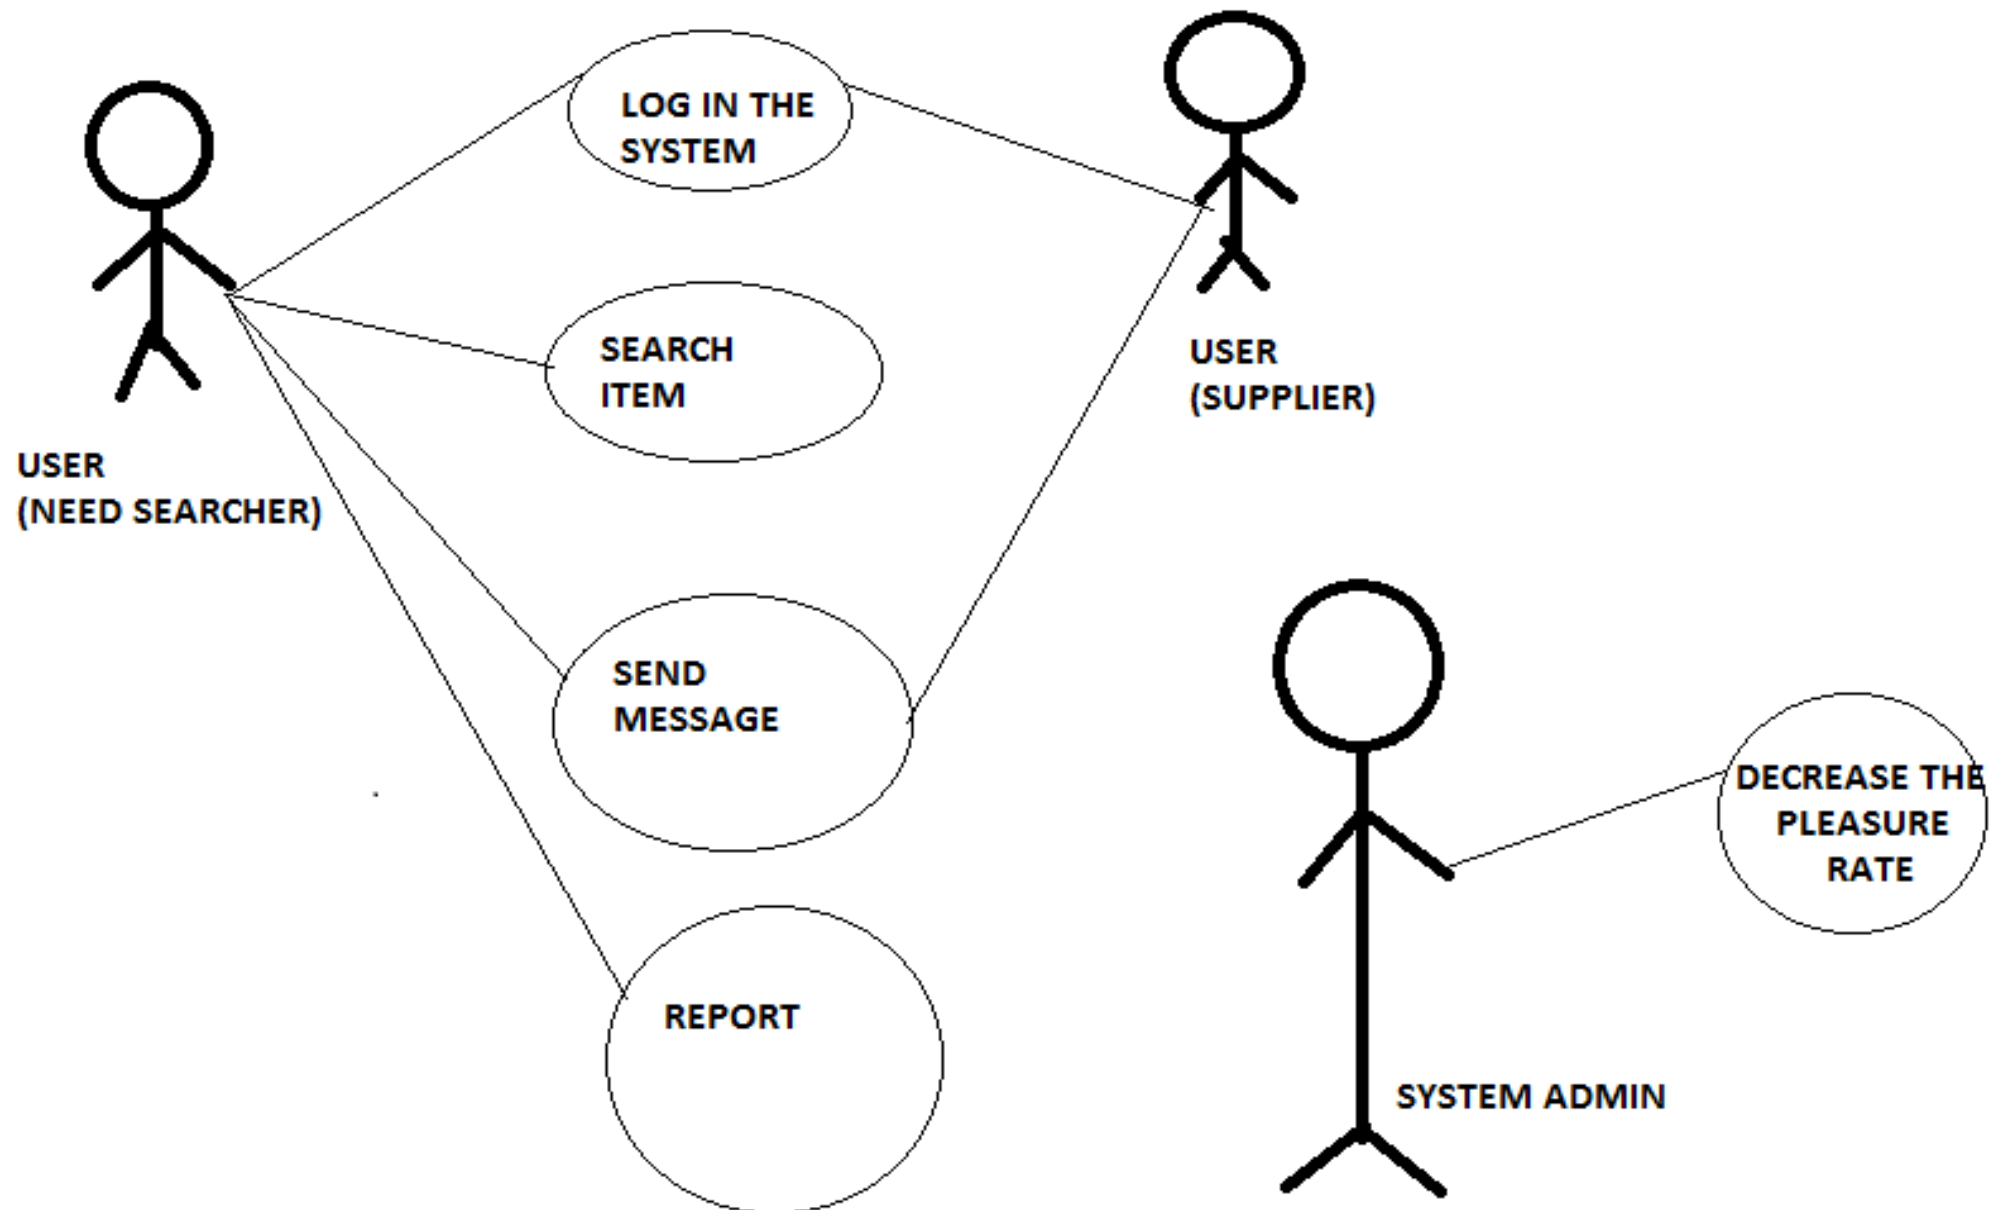 LOG IN THE
SYSTEM
SEARCH
ITEM
USER
(SUPPLIER)
USER
(NEED SEARCHER)
SEND
MESSAGE
DECREASE THE
PLEASURE
RATE
REPORT
SYSTEM ADMIN